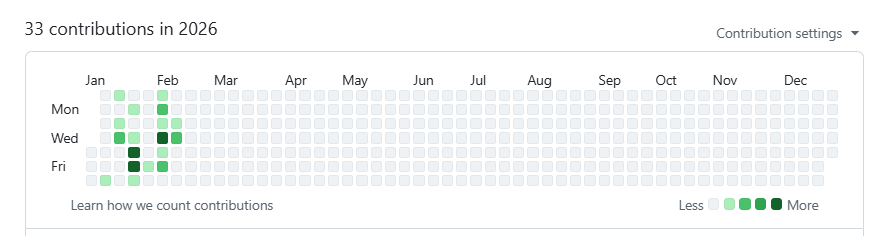 33 contributions in 2026
Contribution settings
Jan Feb Mar Apr May Jun Jul Aug Sep Oct Nov Dec
Mon
Wed
Fri
Learn how we count contributions
Less More